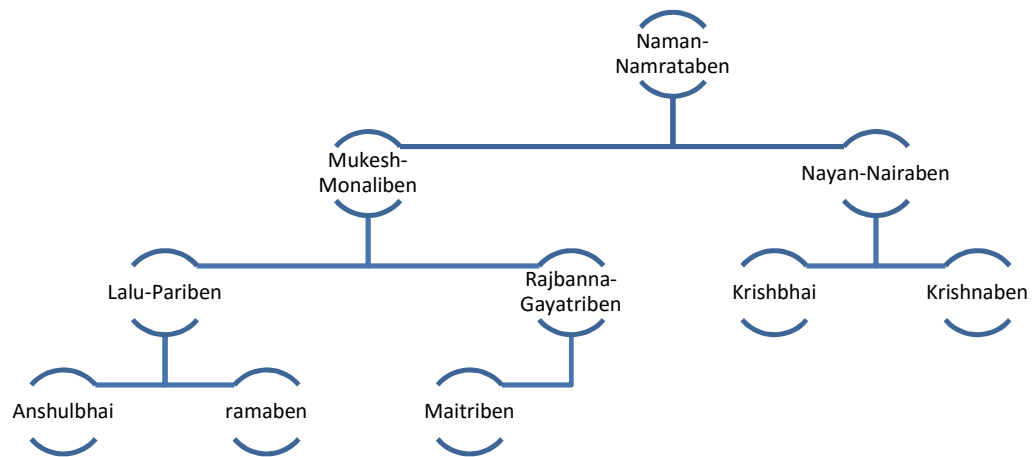 Naman-
Namrataben
Mukesh-
Monaliben
Nayan-Nairaben
Lalu-Pariben
Rajbanna-
Gayatriben
Krishbhai
Krishnaben
Anshulbhai
ramaben
Maitriben